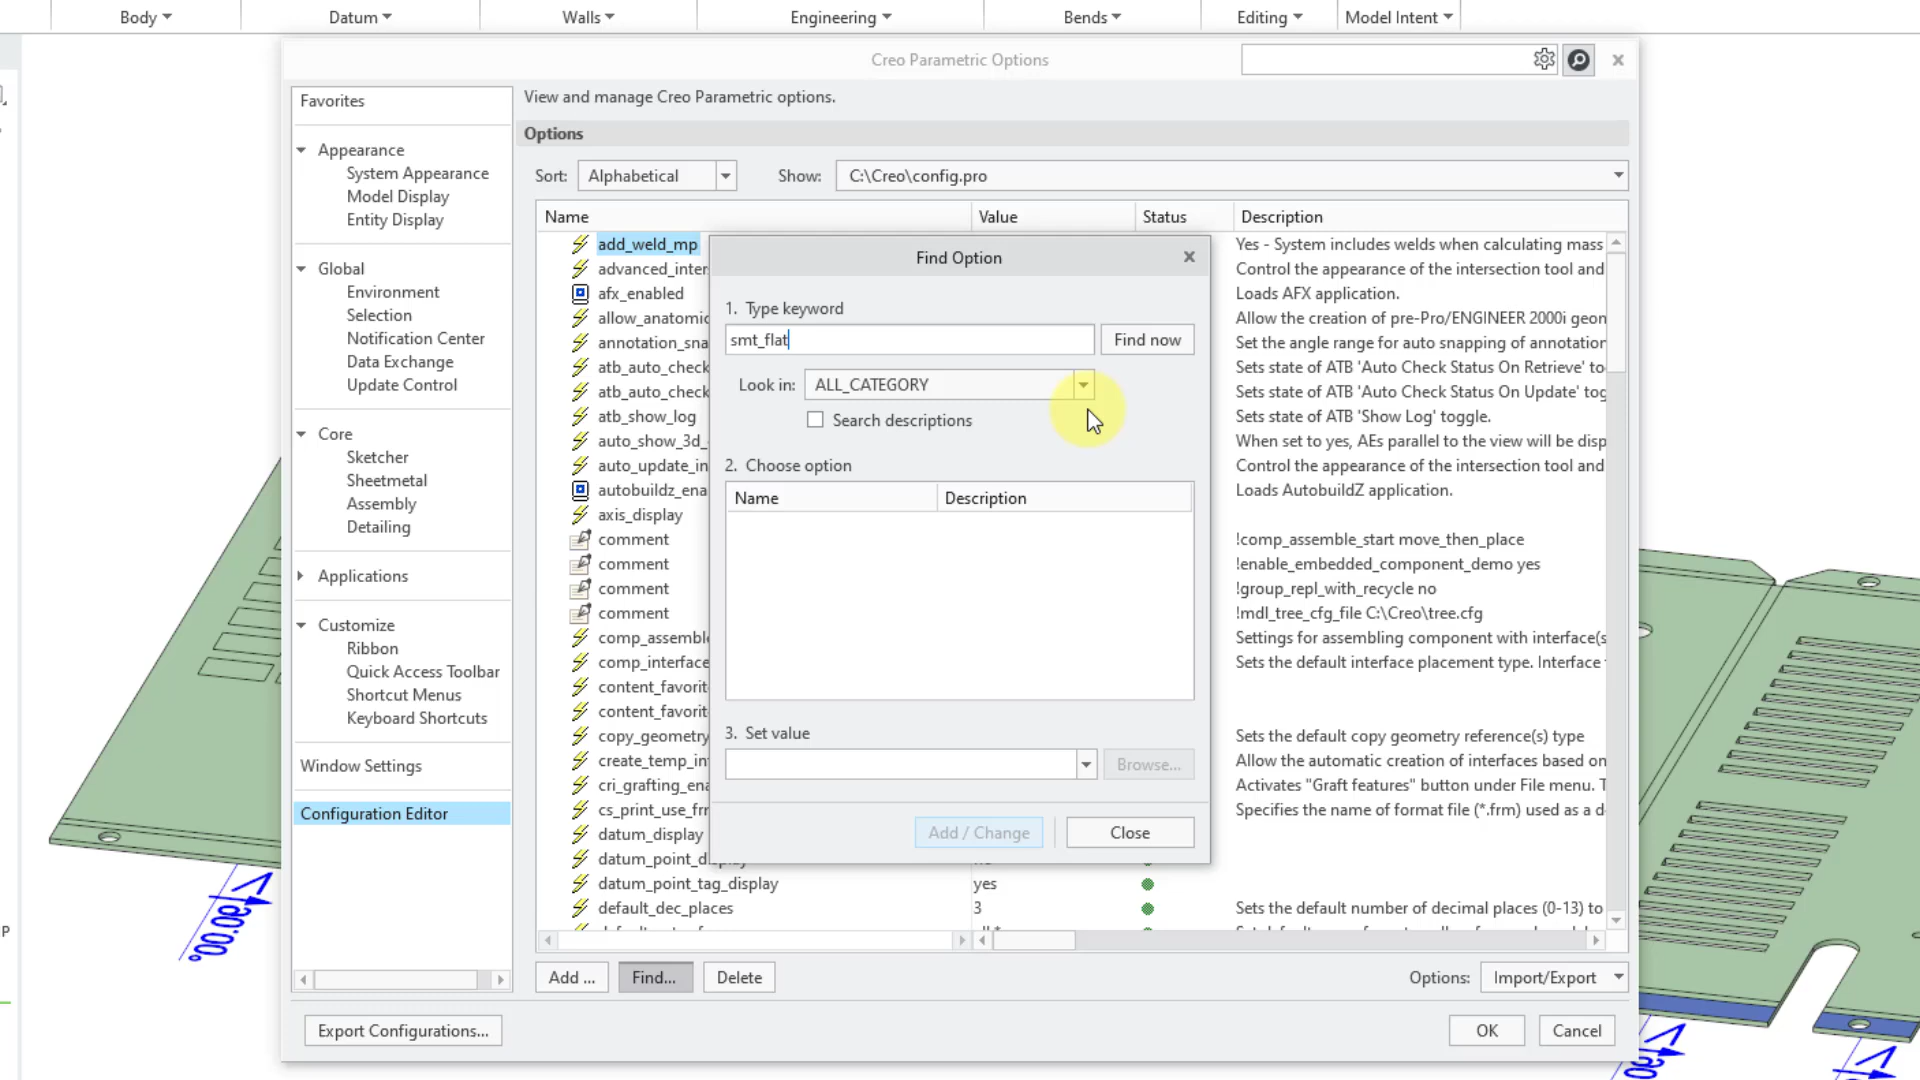 Body
Datum
Walls
Engineering
Bends
Editing
Model Intent
Creo Parametric Options
Favorites
Appearance
System Appearance
Model Display
Entity Display
Global
Environment
Selection
Notification Center
Data Exchange
Update Control
Core
Sketcher
Sheetmetal
Assembly
Detailing
Applications
Customize
Ribbon
Quick Access Toolbar
Shortcut Menus
Keyboard Shortcuts
Window Settings
Configuration Editor
View and manage Creo Parametric options.
Options
Sort: Alphabetical
Show: C:\Creo\config.pro
Name Value Status Description
add_weld_mp Yes - System includes welds when calculating mass
advanced_inter Control the appearance of the intersection tool and
afx_enabled Loads AFX application.
allow_anatomic Allow the creation of pre-Pro/ENGINEER 2000i geon
annotation_sna Set the angle range for auto snapping of annotation
atb_auto_check Sets state of ATB 'Auto Check Status On Retrieve' to
atb_auto_check Sets state of ATB 'Auto Check Status On Update' tog
atb_show_log Sets state of ATB 'Show Log' toggle.
auto_show_3d_ When set to yes, AEs parallel to the view will be disp
auto_update_in Control the appearance of the intersection tool and
autobuildz_ena Loads AutobuildZ application.
axis_display
comment !comp_assemble_start move_then_place
comment !enable_embedded_component_demo yes
comment !group_repl_with_recycle no
comment !mdl_tree_cfg_file C:\Creo\tree.cfg
comp_assemble Settings for assembling component with interface(s
comp_interface Sets the default interface placement type. Interface
content_favorit
content_favorit
copy_geometry Sets the default copy geometry reference(s) type
create_temp_in Allow the automatic creation of interfaces based on
cri_grafting_ena Activates "Graft features" button under File menu. T
cs_print_use_frr Specifies the name of format file (*.frm) used as a d
datum_display
datum_point_display
datum_point_tag_display yes
default_dec_places 3 Sets the default number of decimal places (0-13) to
Find Option
1. Type keyword
smt_flat
Find now
Look in: ALL_CATEGORY
Search descriptions
2. Choose option
Name Description
3. Set value
Browse...
Add / Change
Close
Add ...
Find...
Delete
Options: Import/Export
Export Configurations...
OK
Cancel
90.00°